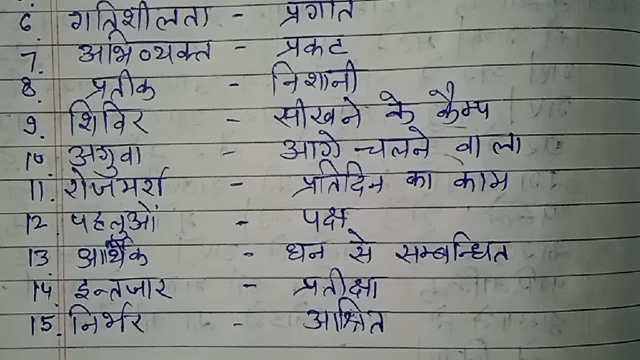 6. गतिशीलता - प्रगति
7. अभिव्यक्त - प्रकट
8. प्रतीक - निशानी
9. शिविर - सीखने के कैम्प
10. अगुवा - आगे चलने वाला
11. रोजमर्रा - प्रतिदिन का काम
12. पहलुओं - पक्ष
13. आर्थिक - धन से सम्बन्धित
14. इन्तजार - प्रतीक्षा
15. निर्भर - आश्रित